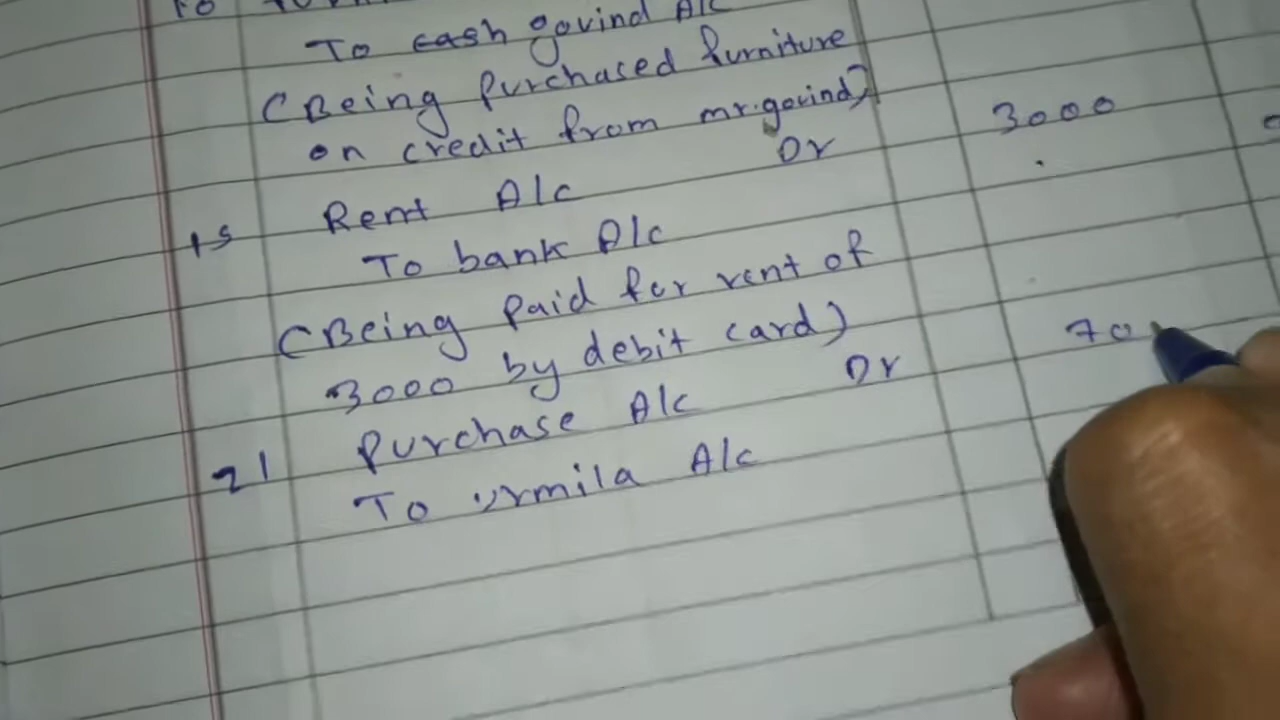 To cash govind A/c
(Being purchased furniture
on credit from mr.govind)
Rent A/c Dr 3000
15
To bank A/c
(Being paid for rent of
3000 by debit card)
Purchase A/c Dr 70
21
To urmila A/c